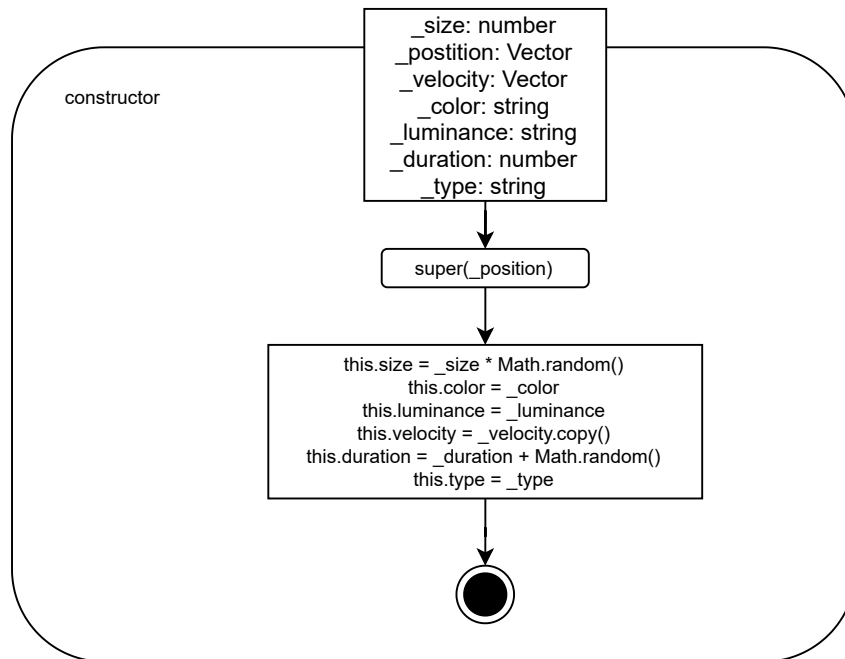 _size: number
_postition: Vector
_velocity: Vector
_color: string
_luminance: string
_duration: number
_type: string
constructor
super(_position)
this.size = _size * Math.random()
this.color = _color
this.luminance = _luminance
this.velocity = _velocity.copy()
this.duration = _duration + Math.random()
this.type = _type